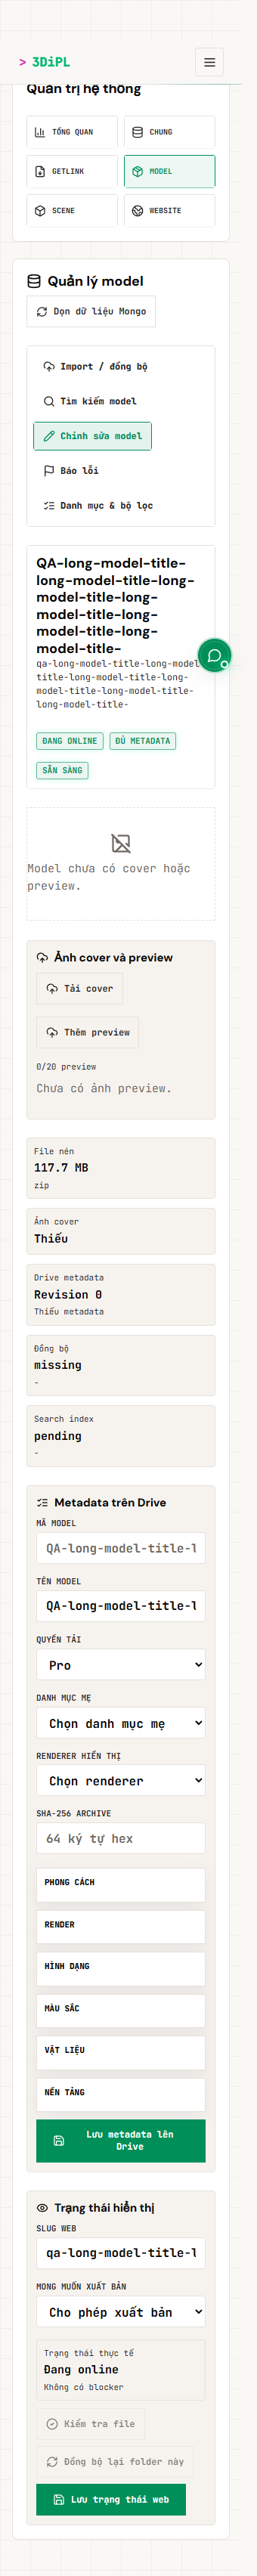 > 3DiPL
Quản trị hệ thống
TỔNG QUAN
CHUNG
GETLINK
MODEL
SCENE
WEBSITE
Quản lý model
Dọn dữ liệu Mongo
Import / đồng bộ
Tìm kiếm model
Chỉnh sửa model
Báo lỗi
Danh mục & bộ lọc
QA-long-model-title-
long-model-title-long-
model-title-long-
model-title-long-
model-title-long-
model-title-
qa-long-model-title-long-model-
title-long-model-title-long-
model-title-long-model-title-
long-model-title-
ĐANG ONLINE
ĐỦ METADATA
SẴN SÀNG
Model chưa có cover hoặc
preview.
Ảnh cover và preview
Tải cover
Thêm preview
0/20 preview
Chưa có ảnh preview.
File nén
117.7 MB
zip
Ảnh cover
Thiếu
Drive metadata
Revision 0
Thiếu metadata
Đồng bộ
missing
-
Search index
pending
-
Metadata trên Drive
MÃ MODEL
QA-long-model-title-l
TÊN MODEL
QA-long-model-title-l
QUYỀN TẢI
Pro
DANH MỤC MẸ
Chọn danh mục mẹ
RENDERER HIỂN THỊ
Chọn renderer
SHA-256 ARCHIVE
64 ký tự hex
PHONG CÁCH
RENDER
HÌNH DẠNG
MÀU SẮC
VẬT LIỆU
NỀN TẢNG
Lưu metadata lên
Drive
Trạng thái hiển thị
SLUG WEB
qa-long-model-title-l
MONG MUỐN XUẤT BẢN
Cho phép xuất bản
Trạng thái thực tế
Đang online
Không có blocker
Kiểm tra file
Đồng bộ lại folder này
Lưu trạng thái web